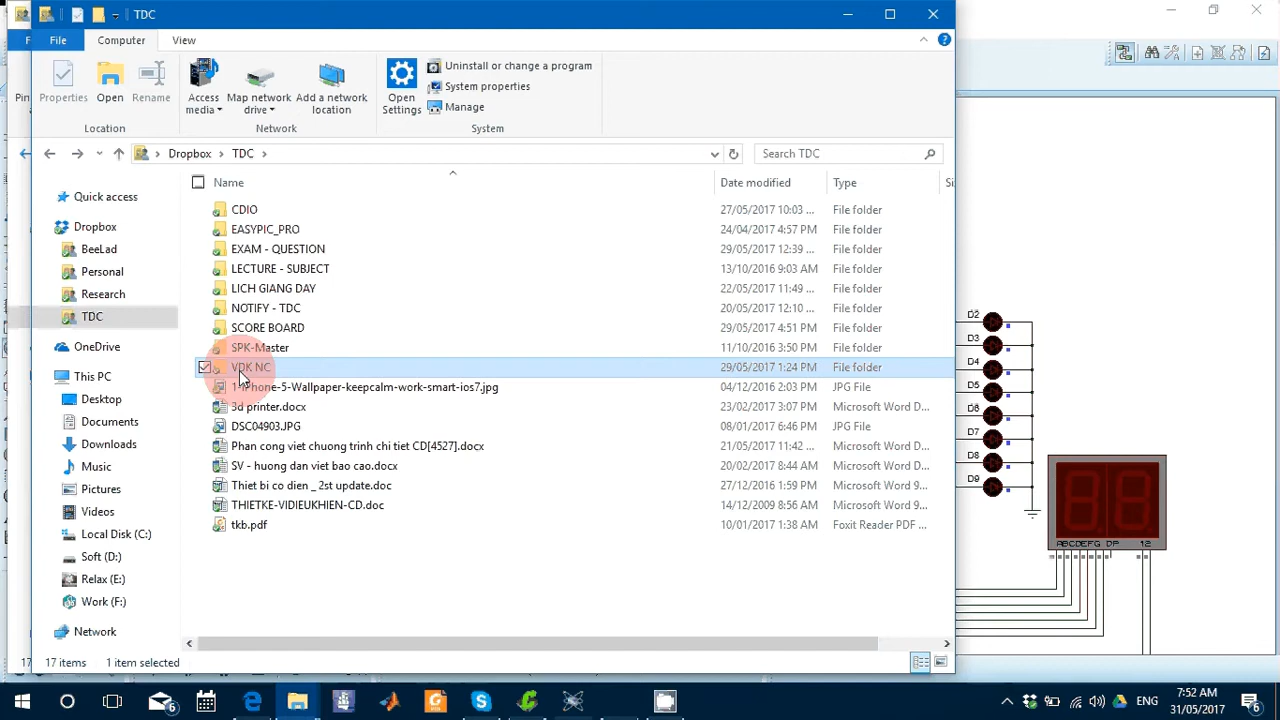 TDC
File Computer View
Properties Open Rename
Location
Access media
Map network drive
Add a network location
Network
Open Settings
Uninstall or change a program
System properties
Manage
System
Dropbox TDC
Search TDC
Name Date modified Type
Quick access
Dropbox
BeeLad
Personal
Research
TDC
OneDrive
This PC
Desktop
Documents
Downloads
Music
Pictures
Videos
Local Disk (C:)
Soft (D:)
Relax (E:)
Work (F:)
Network
CDIO 27/05/2017 10:03 ... File folder
EASYPIC_PRO 24/04/2017 4:57 PM File folder
EXAM - QUESTION 29/05/2017 12:39 ... File folder
LECTURE - SUBJECT 13/10/2016 9:03 AM File folder
LICH GIANG DAY 22/05/2017 11:49 ... File folder
NOTIFY - TDC 20/05/2017 12:10 ... File folder
SCORE BOARD 29/05/2017 4:51 PM File folder
SPK-Master 11/10/2016 3:50 PM File folder
VDK NC 29/05/2017 1:24 PM File folder
-5-Wallpaper-keepcalm-work-smart-ios7.jpg 04/12/2016 2:03 PM JPG File
3d printer.docx 23/02/2017 3:07 PM Microsoft Word D...
DSC04903.JPG 08/01/2017 6:46 PM JPG File
Phan cong viet chuong trinh chi tiet CD[4527].docx 21/05/2017 11:42 ... Microsoft Word D...
SV - huong dan viet bao cao.docx 20/02/2017 8:44 AM Microsoft Word D...
Thiet bi co dien _ 2st update.doc 27/12/2016 1:59 PM Microsoft Word 9...
THIETKE-VIDIEUKHIEN-CD.doc 14/12/2009 8:56 AM Microsoft Word 9...
tkb.pdf 10/01/2017 1:38 AM Foxit Reader PDF ...
17 items 1 item selected
D2
D3
D4
D5
D6
D7
D8
D9
ABCDEFG DP 12
ENG
7:52 AM
31/05/2017
6
6